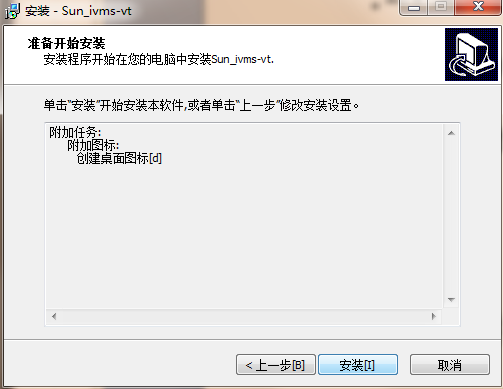 安装 - Sun_ivms-vt
准备开始安装
安装程序开始在您的电脑中安装Sun_ivms-vt.
单击“安装”开始安装本软件,或者单击“上一步”修改安装设置。
附加任务:
附加图标:
创建桌面图标[d]
< 上一步[B]
安装[I]
取消